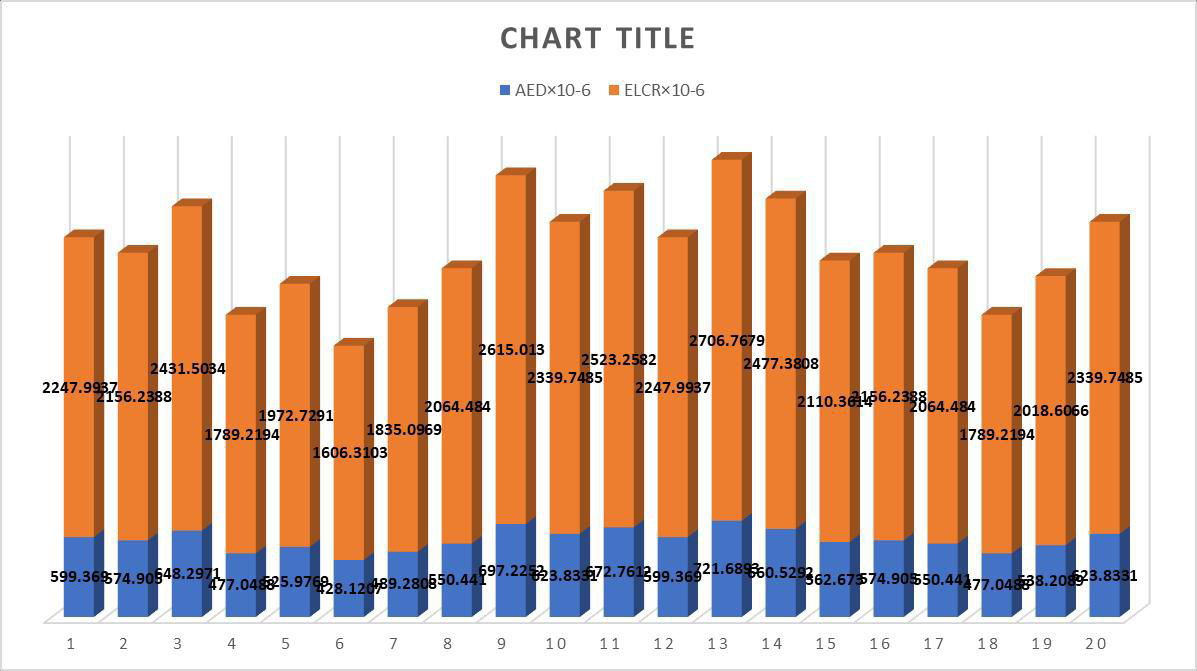 CHART TITLE
AED×10-6 ELCR×10-6
2247.9937 2156.2388 2431.5034 1789.2194 1972.7291 1606.3103 1835.0969 2064.484 2615.013 2339.7485 2523.2582 2247.9937 2706.7679 2477.3808 2110.3614 2156.2388 2064.484 1789.2194 2018.6066 2339.7485
599.369 574.905 648.2971 477.0488 525.9769 428.1207 489.2808 550.441 697.2252 623.8331 672.7612 599.369 721.6893 660.5292 562.673 574.905 550.441 477.0488 538.2089 623.8331
1 2 3 4 5 6 7 8 9 10 11 12 13 14 15 16 17 18 19 20